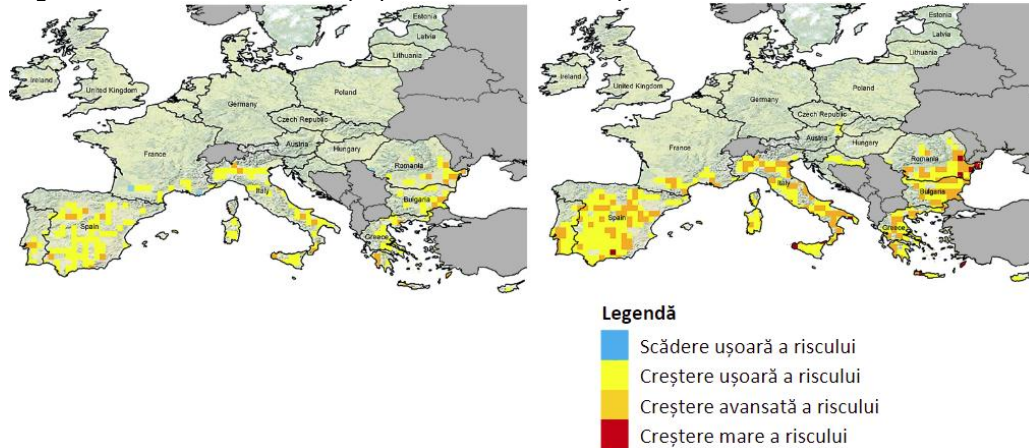 Estonia
Latvia
Lithuania
Ireland
United Kingdom
Germany
Poland
Czech Republic
Austria
Hungary
France
Romania
Italy
Bulgaria
Spain
Greece
Estonia
Latvia
Lithuania
Ireland
United Kingdom
Germany
Poland
Czech Republic
Austria
Hungary
France
Romania
Italy
Bulgaria
Spain
Greece
Legendă
Scădere ușoară a riscului
Creștere ușoară a riscului
Creștere avansată a riscului
Creștere mare a riscului